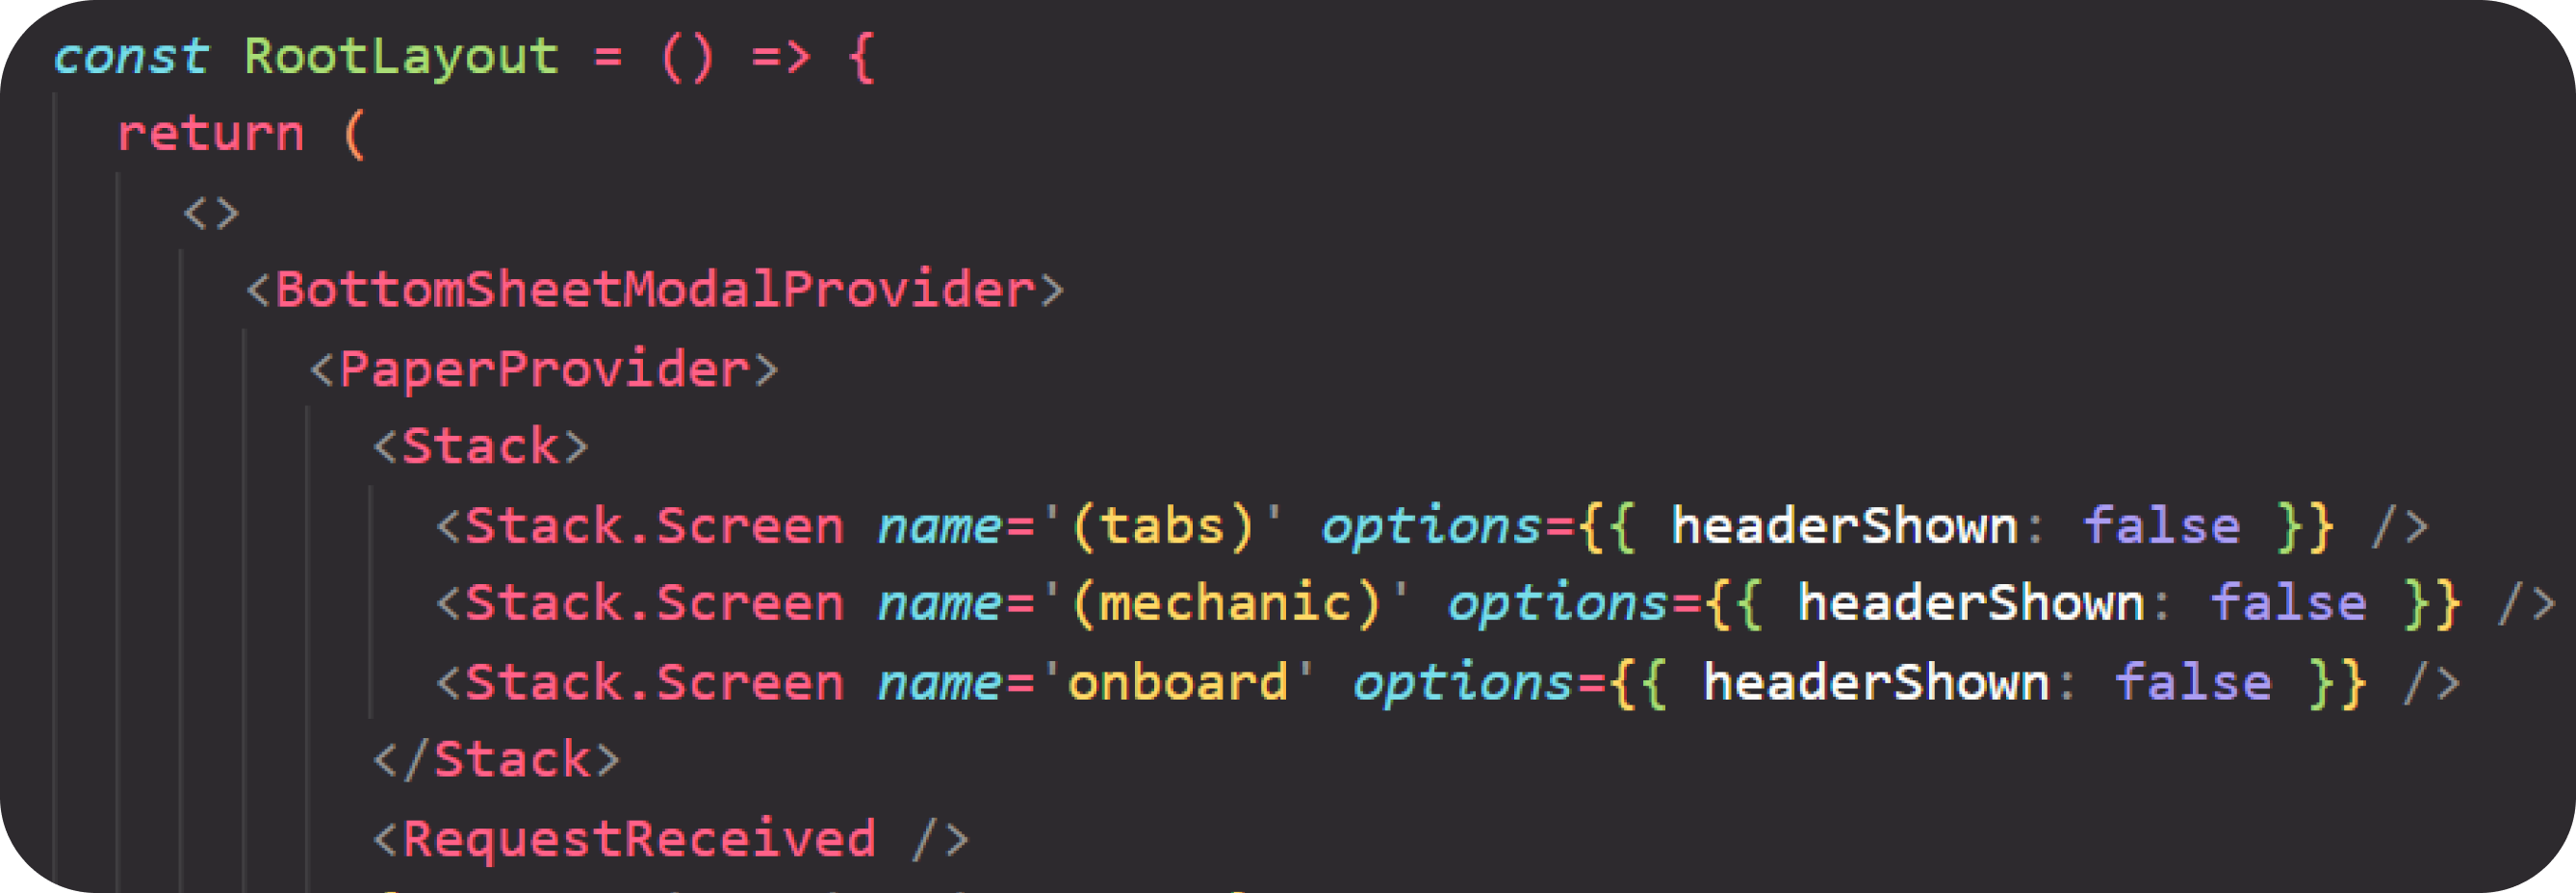 const RootLayout = () => {
return (
<>
<BottomSheetModalProvider>
<PaperProvider>
<Stack>
<Stack.Screen name='(tabs)' options={{ headerShown: false }} />
<Stack.Screen name='(mechanic)' options={{ headerShown: false }} />
<Stack.Screen name='onboard' options={{ headerShown: false }} />
</Stack>
<RequestReceived />